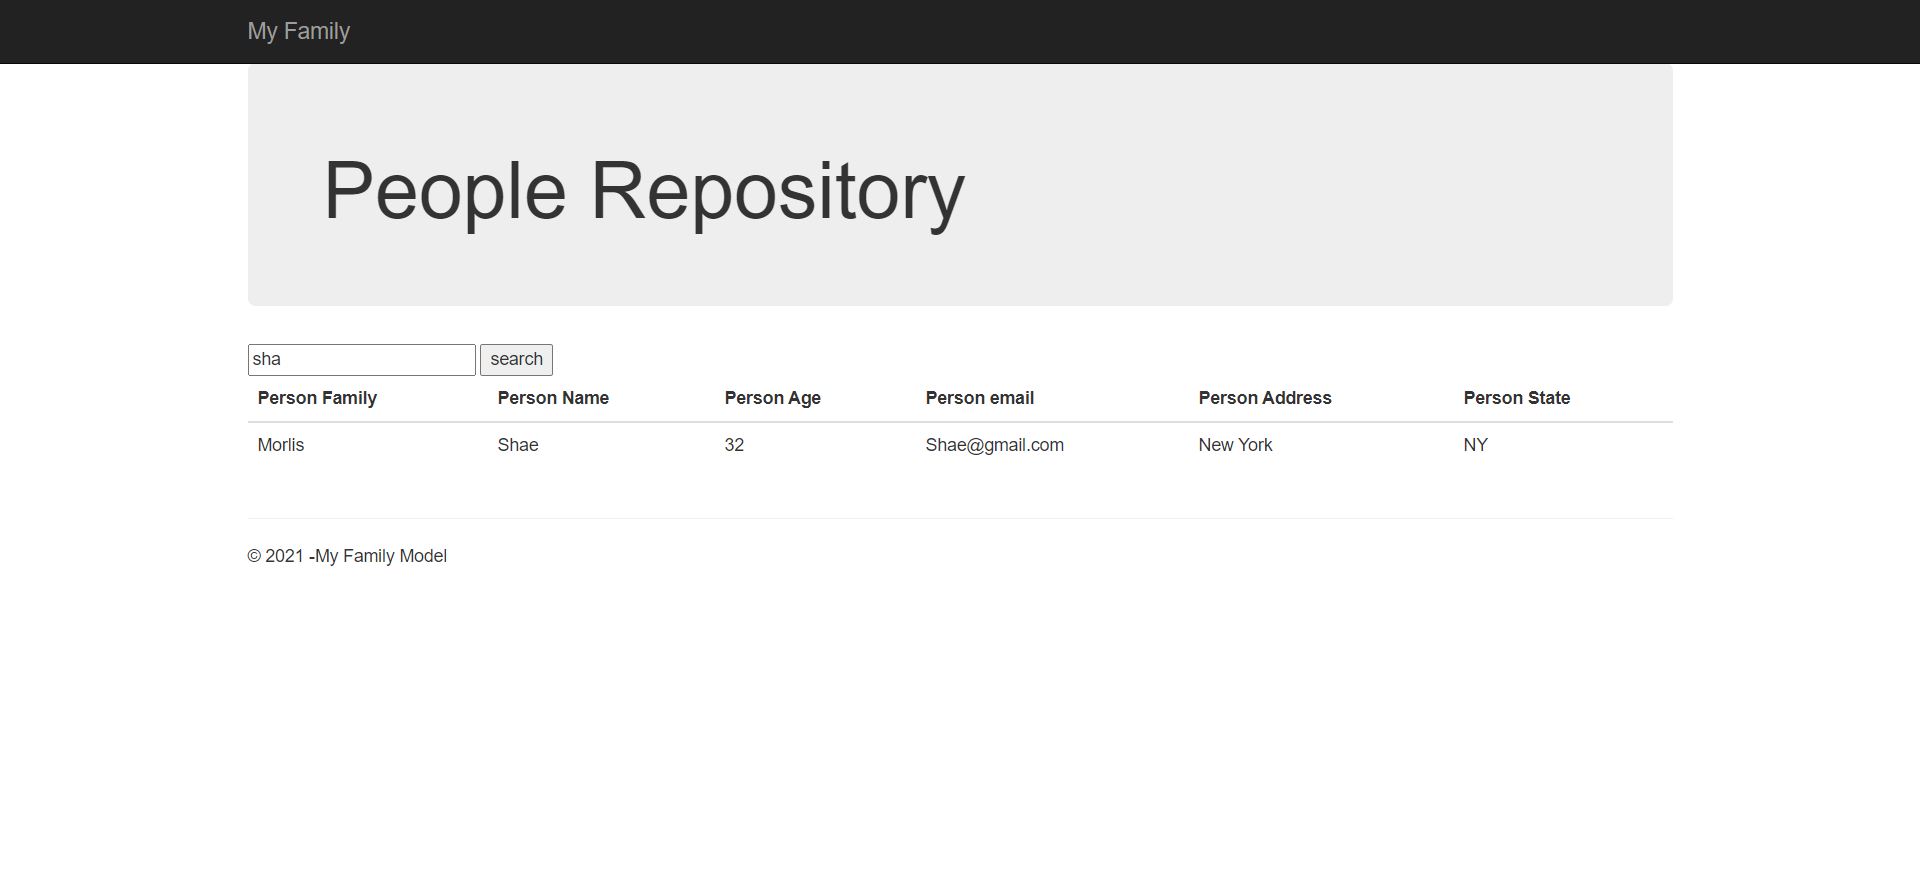 My Family
People Repository
sha search
Person Family Person Name Person Age Person email Person Address Person State
Morlis Shae 32 Shae@gmail.com New York NY
© 2021 -My Family Model